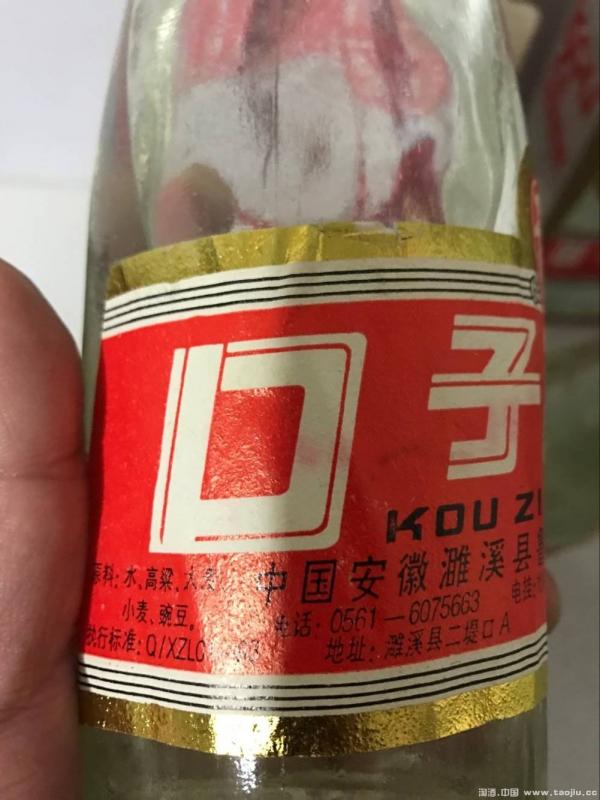 口子
KOU ZI
中国安徽濉溪县
原料：水、高粱、大麦、
小麦、豌豆。
电话：0561—6075663
电挂：
执行标准：Q/XZLC
地址：濉溪县二堤口A
淘酒.中国 www.taojiu.cc